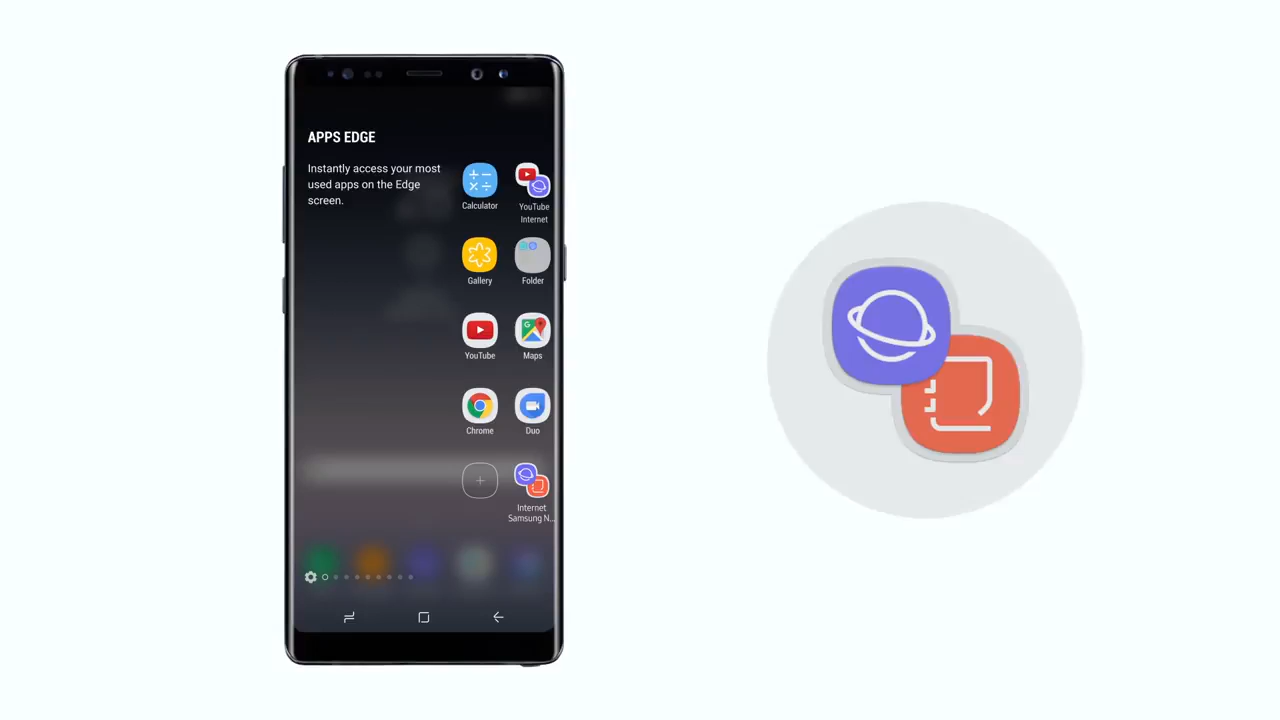 APPS EDGE
Instantly access your most
used apps on the Edge
screen.
Calculator
YouTube
Internet
Gallery
Folder
YouTube
Maps
Chrome
Duo
Internet
Samsung N...